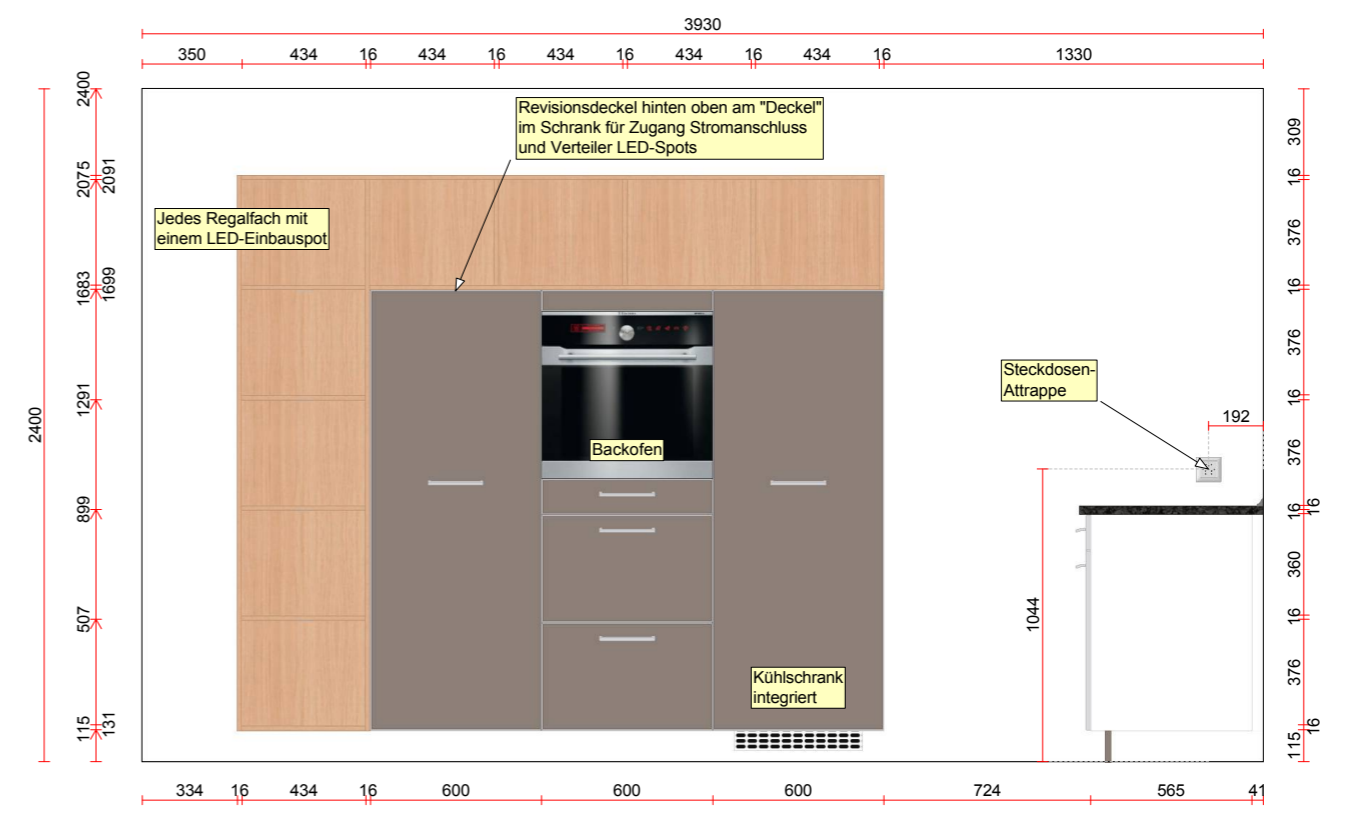 3930
350 434 16 434 16 434 16 434 16 434 16 1330
Revisionsdeckel hinten oben am "Deckel"
im Schrank für Zugang Stromanschluss
und Verteiler LED-Spots
Jedes Regalfach mit
einem LED-Einbauspot
Steckdosen-
Attrappe
192
Backofen
Kühlschrank
integriert
1044
2400
2400
2075 2091
1683 1699
1291
899
507
115 131
309
16
376
16
376
16
376
16 16
360
16
376
115 16
334 16 434 16 600 600 600 724 565 41